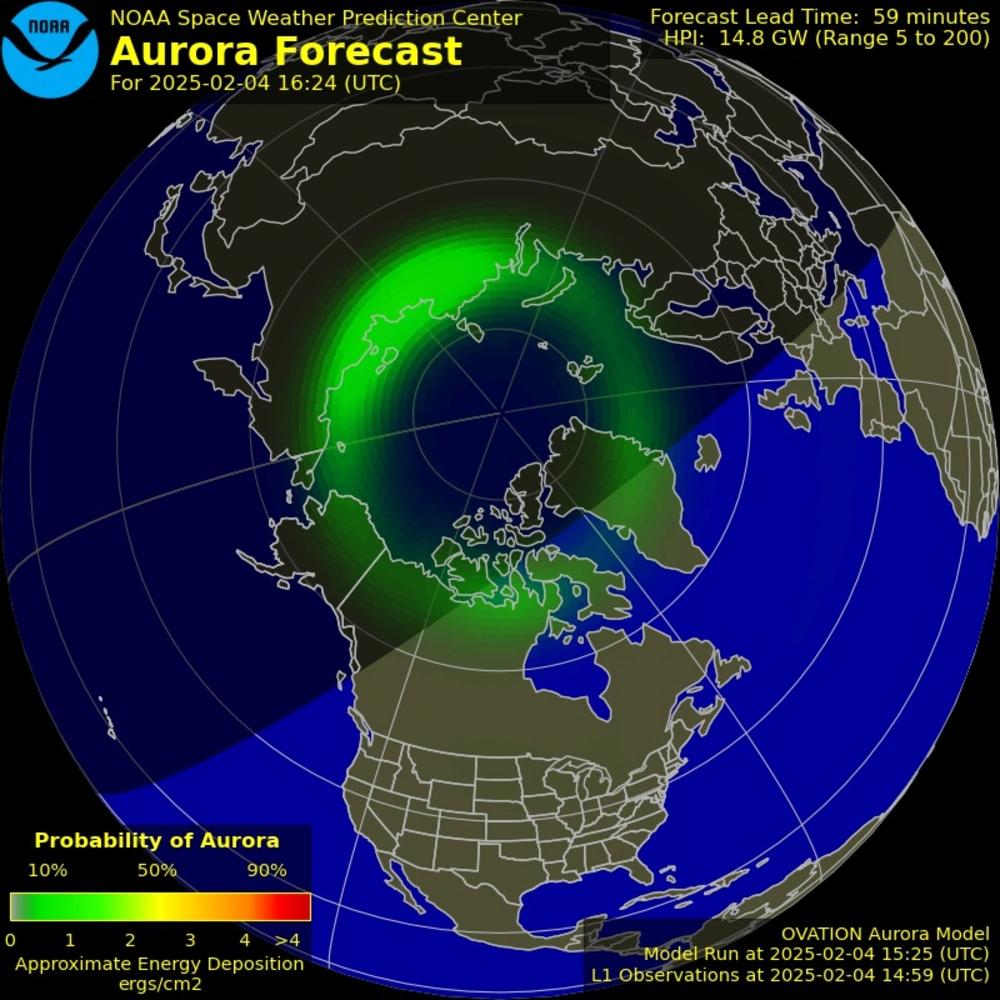 NOAA
NOAA Space Weather Prediction Center
Aurora Forecast
For 2025-02-04 16:24 (UTC)
Forecast Lead Time: 59 minutes
HPI: 14.8 GW (Range 5 to 200)
Probability of Aurora
10% 50% 90%
0 1 2 3 4 >4
Approximate Energy Deposition
ergs/cm2
OVATION Aurora Model
Model Run at 2025-02-04 15:25 (UTC)
L1 Observations at 2025-02-04 14:59 (UTC)